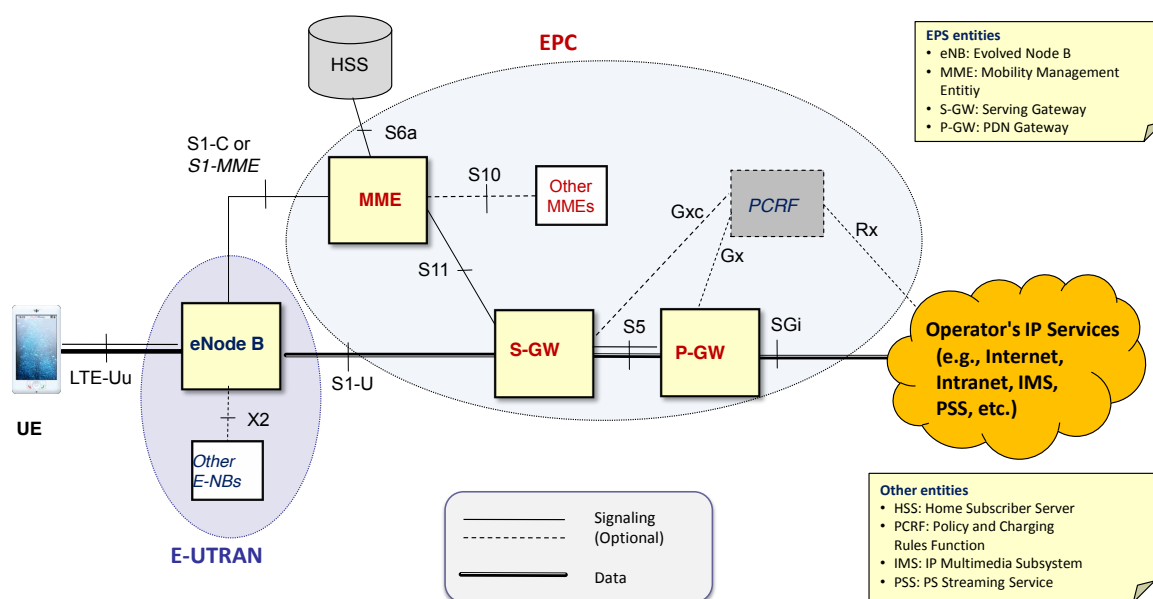 EPC
HSS
S6a
S1-C or
S1-MME
MME
S10
Other
MMEs
PCRF
Gxc
Gx
Rx
S11
UE
LTE-Uu
eNode B
X2
Other
E-NBs
E-UTRAN
S1-U
S-GW
S5
P-GW
SGi
Operator's IP Services
(e.g., Internet,
Intranet, IMS,
PSS, etc.)
EPS entities
• eNB: Evolved Node B
• MME: Mobility Management
Entitiy
• S-GW: Serving Gateway
• P-GW: PDN Gateway
Signaling
(Optional)
Data
Other entities
• HSS: Home Subscriber Server
• PCRF: Policy and Charging
Rules Function
• IMS: IP Multimedia Subsystem
• PSS: PS Streaming Service